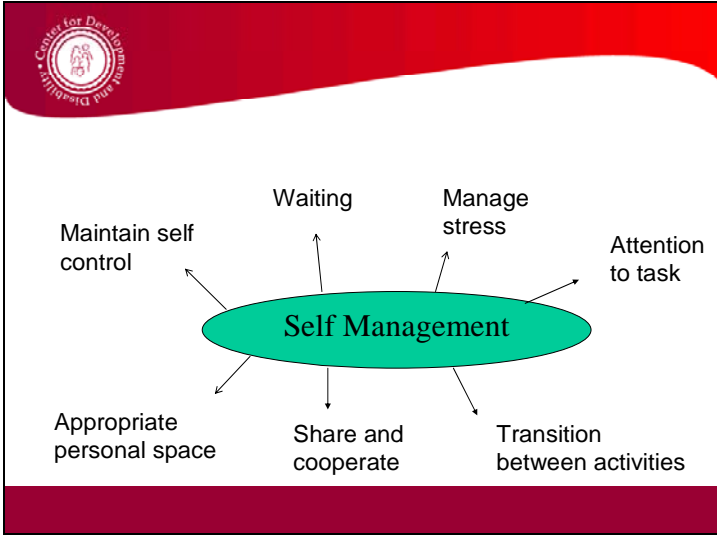 Center for Development and Disability •
Waiting
Manage
stress
Maintain self
control
Attention
to task
Self Management
Appropriate
personal space
Share and
cooperate
Transition
between activities